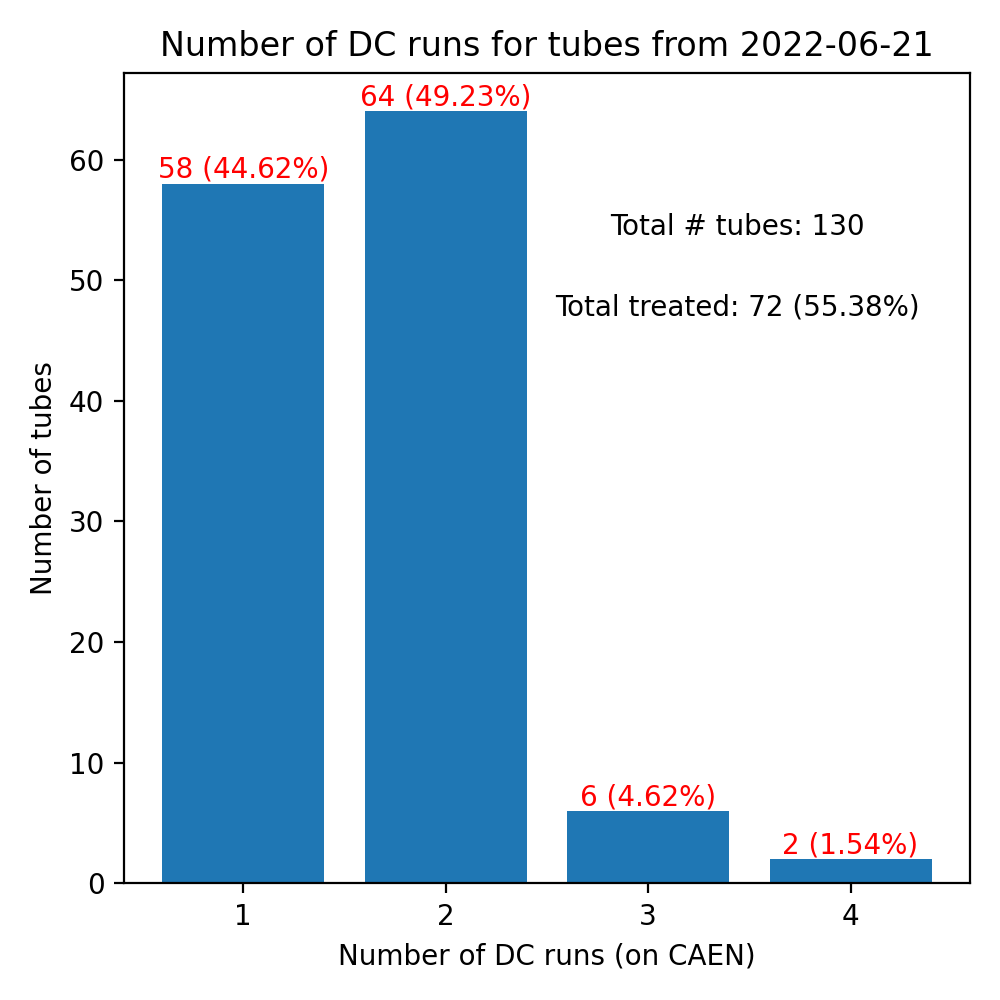 Number of DC runs for tubes from 2022-06-21
64 (49.23%)
58 (44.62%)
Total # tubes: 130
Total treated: 72 (55.38%)
6 (4.62%)
2 (1.54%)
Number of tubes
60
50
40
30
20
10
0
1 2 3 4
Number of DC runs (on CAEN)